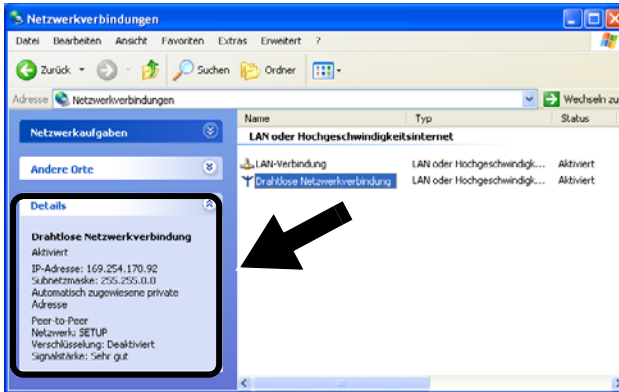 Netzwerkverbindungen
Datei Bearbeiten Ansicht Favoriten Extras Erweitert ?
Zurück Suchen Ordner
Adresse Netzwerkverbindungen Wechseln zu
Name Typ Status
LAN oder Hochgeschwindigkeitsinternet
LAN-Verbindung LAN oder Hochgeschwindigk... Aktiviert
Drahtlose Netzwerkverbindung LAN oder Hochgeschwindigk... Aktiviert
Netzwerkaufgaben
Andere Orte
Details
Drahtlose Netzwerkverbindung
Aktiviert
IP-Adresse: 169.254.170.92
Subnetzmaske: 255.255.0.0
Automatisch zugewiesene private
Adresse
Peer-to-Peer
Netzwerk: SETUP
Verschlüsselung: Deaktiviert
Signalstärke: Sehr gut